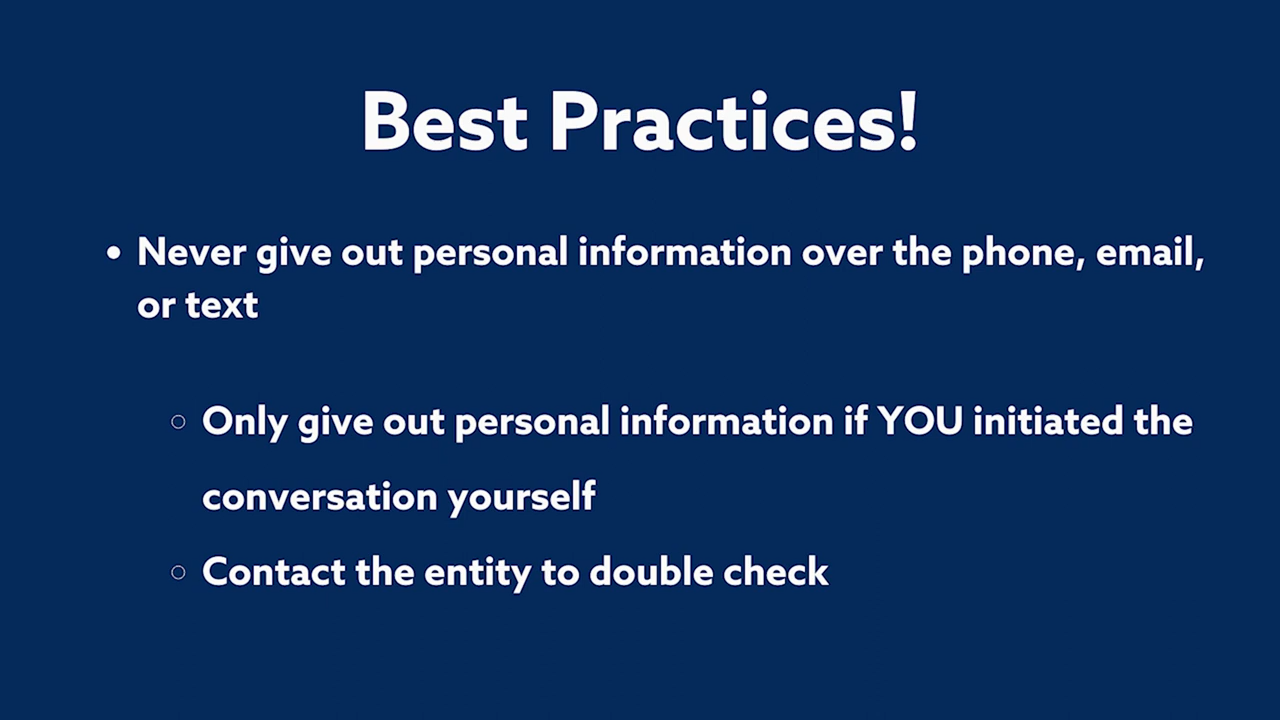 Best Practices!
• Never give out personal information over the phone, email,
or text
○ Only give out personal information if YOU initiated the
conversation yourself
○ Contact the entity to double check